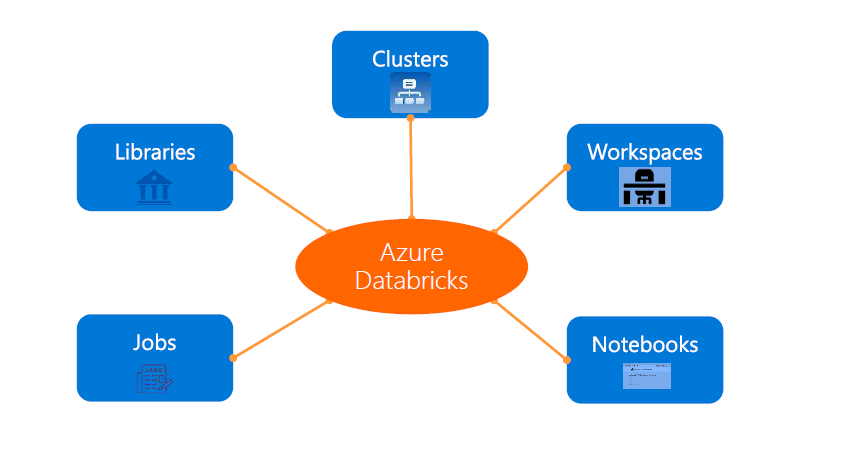 Clusters
Libraries
Workspaces
Azure
Databricks
Jobs
Notebooks